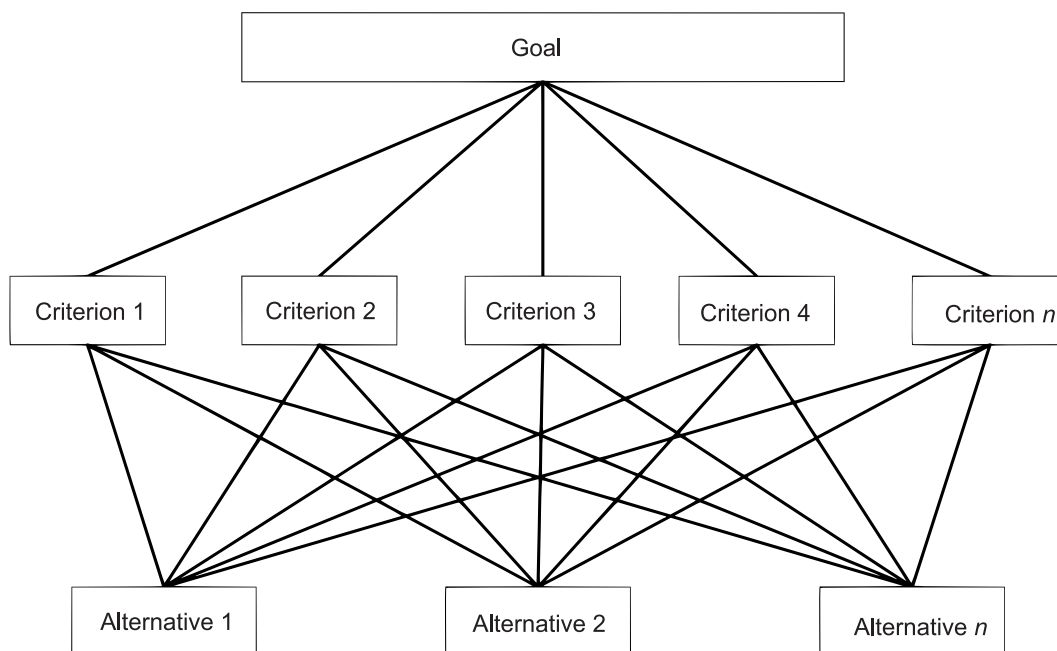 Goal
Criterion 1
Criterion 2
Criterion 3
Criterion 4
Criterion n
Alternative 1
Alternative 2
Alternative n